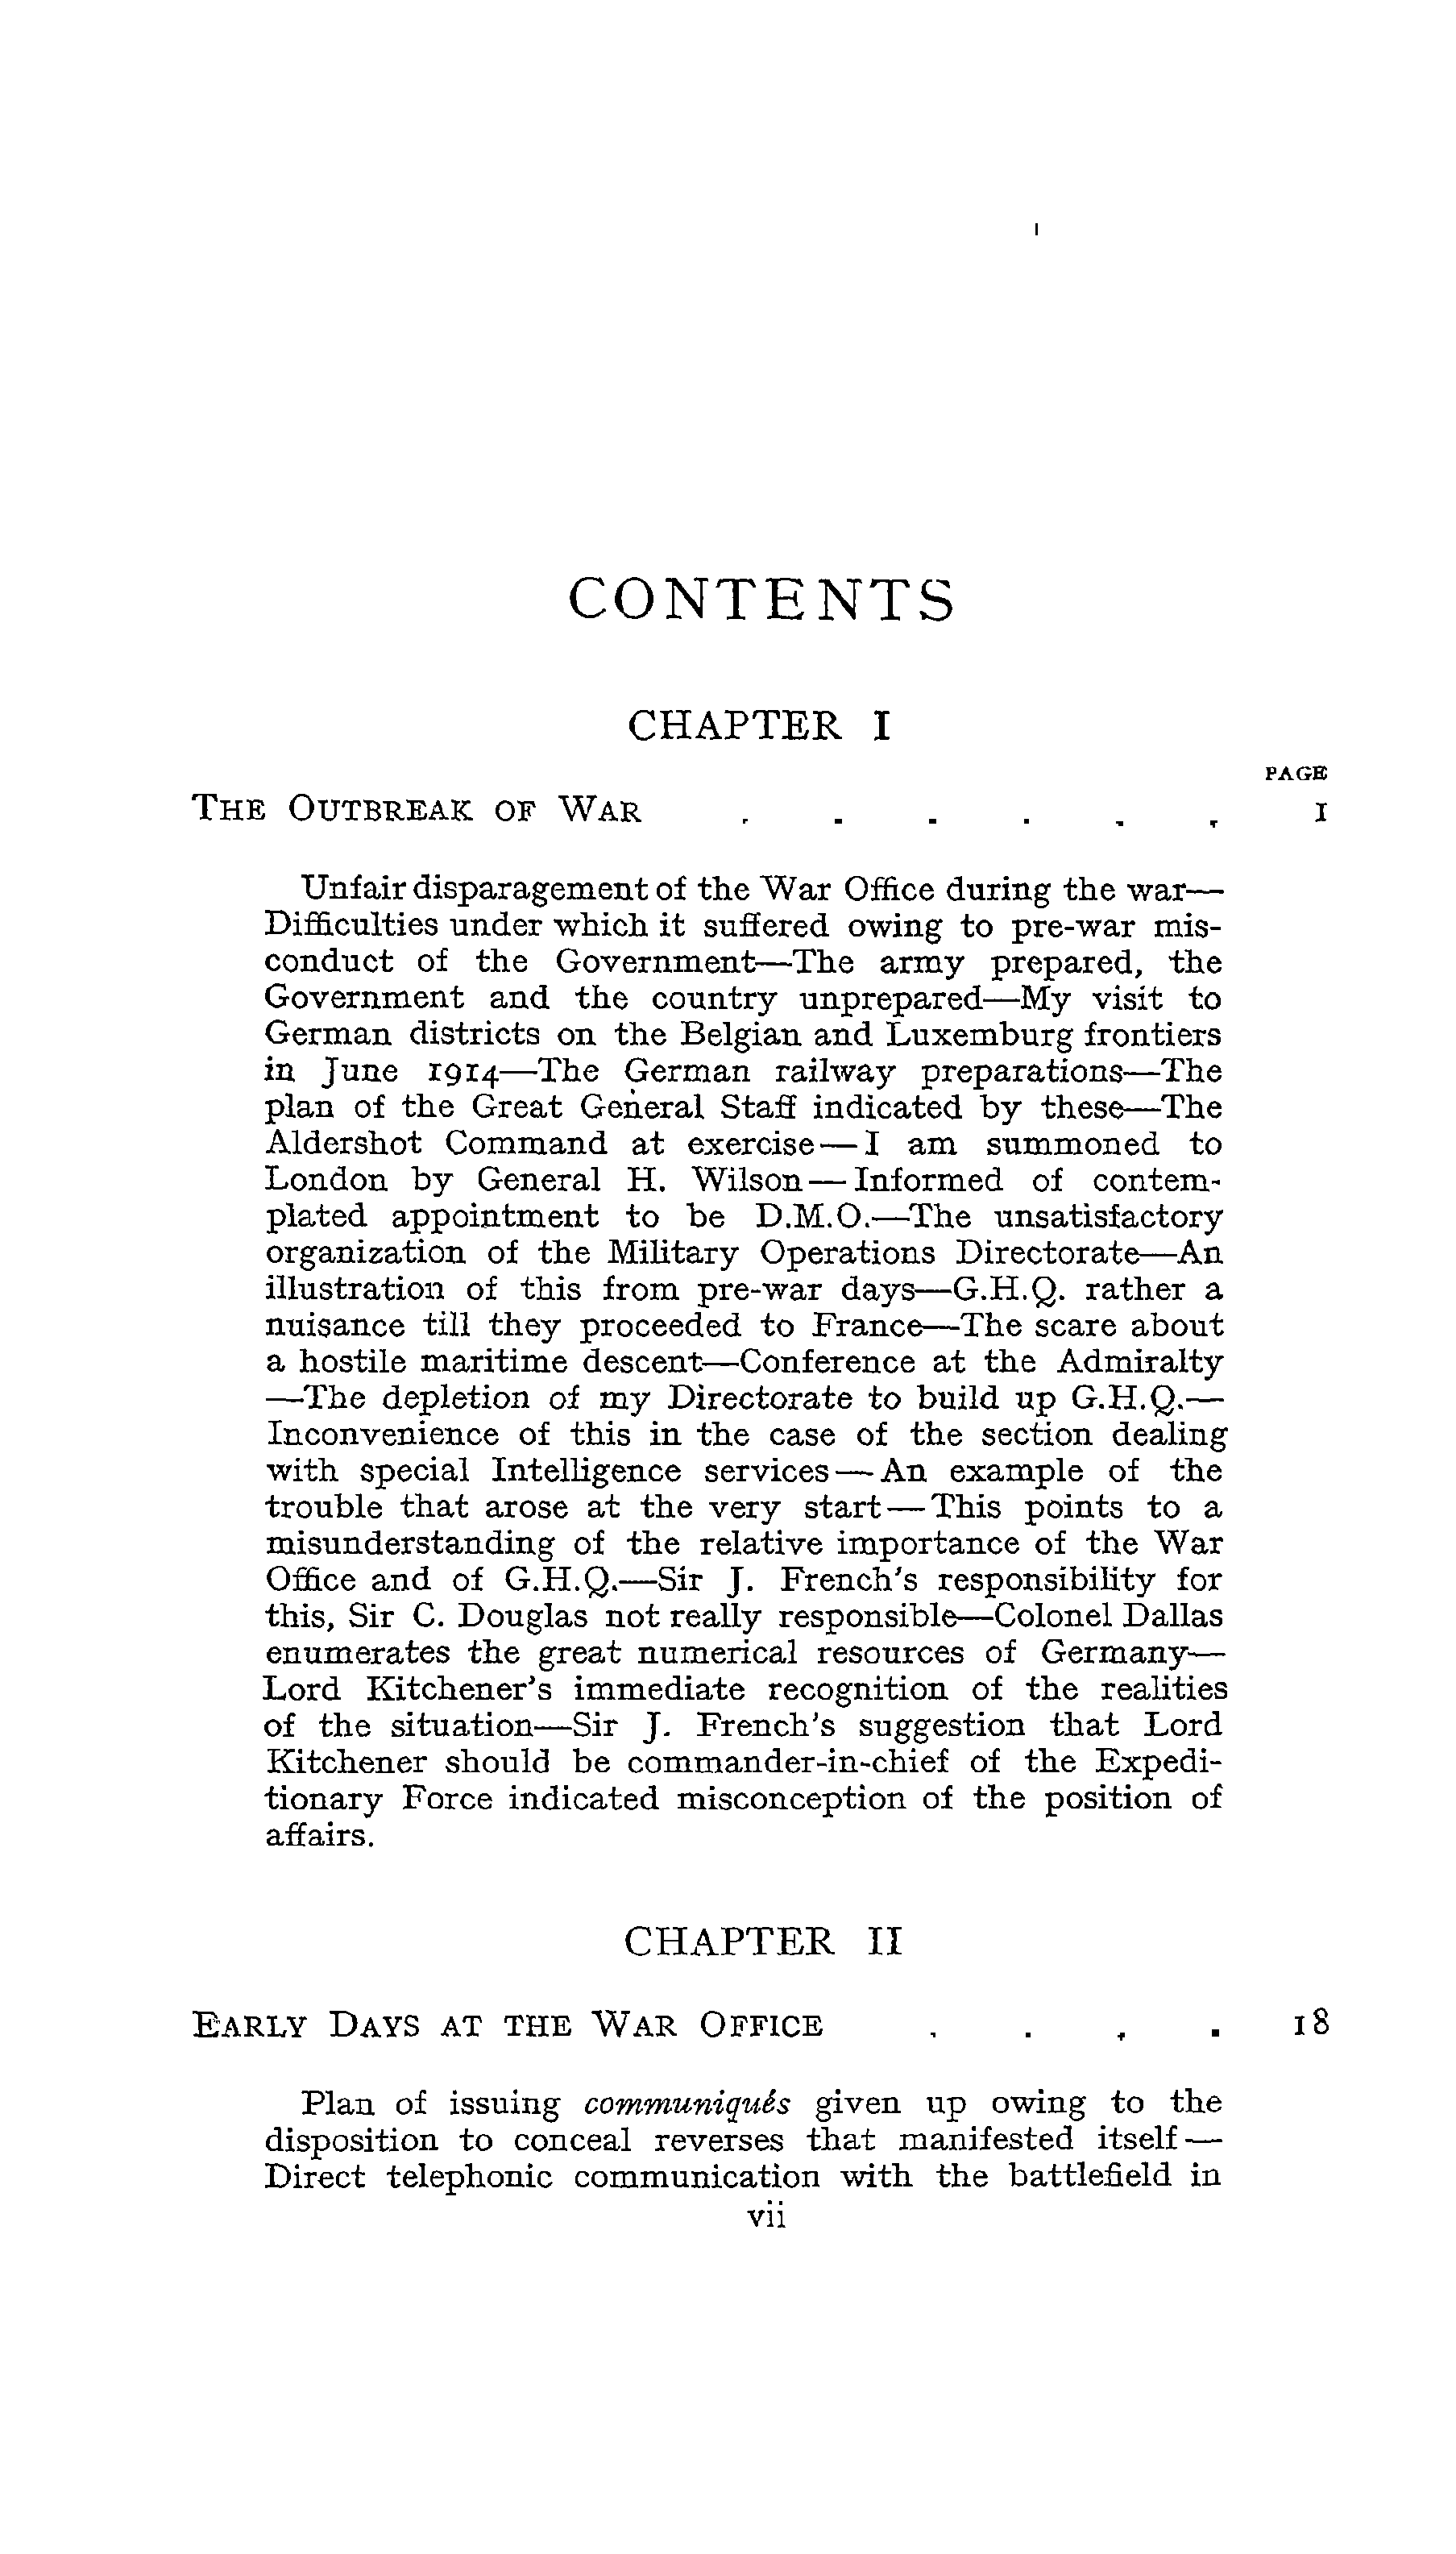 CONTENTS
CHAPTER I
PAGE
THE OUTBREAK OF WAR . . . . . . 1
Unfair disparagement of the War Office during the war—
Difficulties under which it suffered owing to pre-war mis-
conduct of the Government—The army prepared, the
Government and the country unprepared—My visit to
German districts on the Belgian and Luxemburg frontiers
in June 1914—The German railway preparations—The
plan of the Great General Staff indicated by these—The
Aldershot Command at exercise—I am summoned to
London by General H. Wilson—Informed of contem-
plated appointment to be D.M.O.—The unsatisfactory
organization of the Military Operations Directorate—An
illustration of this from pre-war days—G.H.Q. rather a
nuisance till they proceeded to France—The scare about
a hostile maritime descent—Conference at the Admiralty
—The depletion of my Directorate to build up G.H.Q.—
Inconvenience of this in the case of the section dealing
with special Intelligence services—An example of the
trouble that arose at the very start—This points to a
misunderstanding of the relative importance of the War
Office and of G.H.Q.—Sir J. French's responsibility for
this, Sir C. Douglas not really responsible—Colonel Dallas
enumerates the great numerical resources of Germany—
Lord Kitchener's immediate recognition of the realities
of the situation—Sir J. French's suggestion that Lord
Kitchener should be commander-in-chief of the Expedi-
tionary Force indicated misconception of the position of
affairs.
CHAPTER II
EARLY DAYS AT THE WAR OFFICE . . . . 18
Plan of issuing communiqués given up owing to the
disposition to conceal reverses that manifested itself—
Direct telephonic communication with the battlefield in
vii